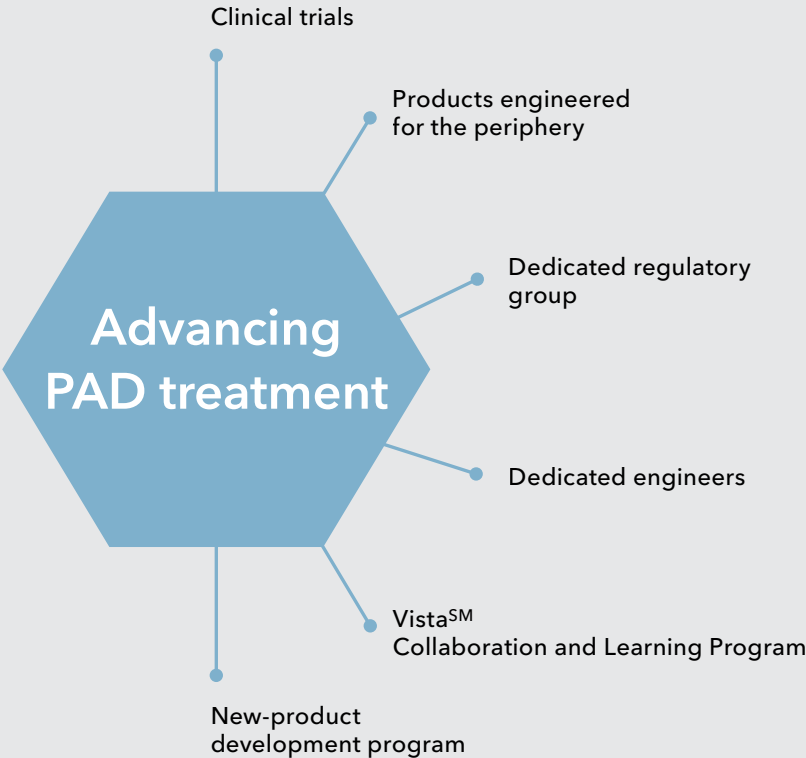 Clinical trials
Products engineered
for the periphery
Dedicated regulatory
group
Advancing
PAD treatment
Dedicated engineers
Vista℠
Collaboration and Learning Program
New-product
development program